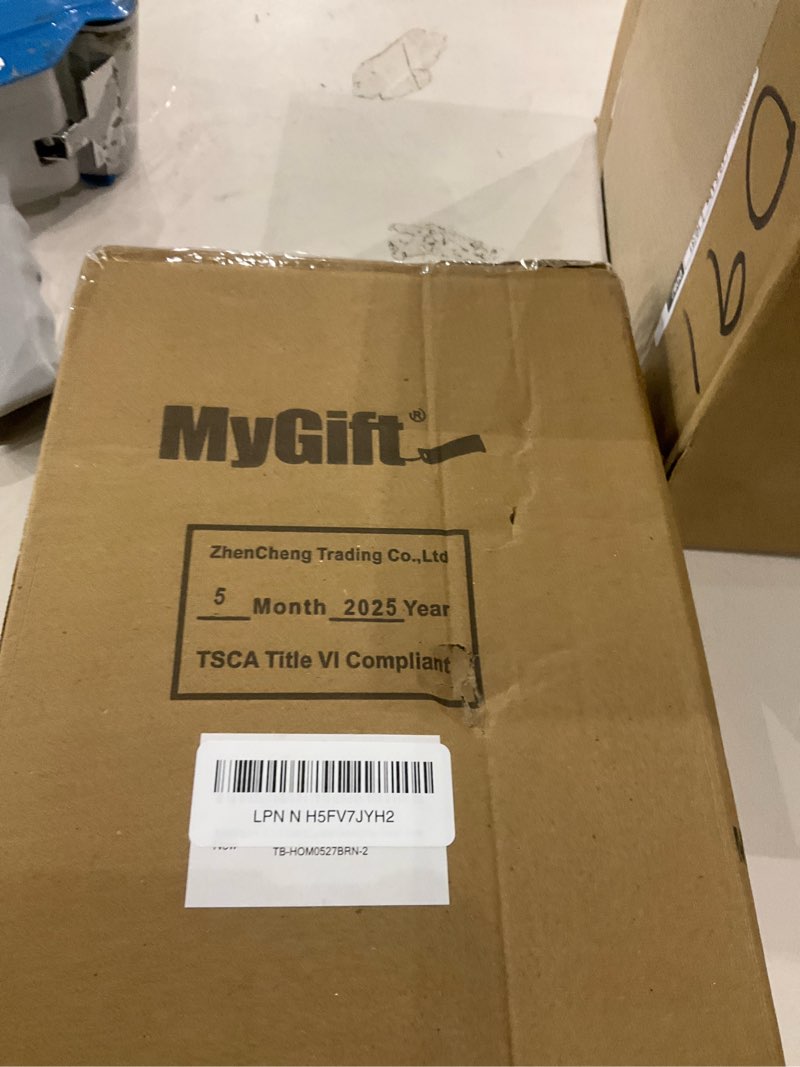 160
MyGift®
ZhenCheng Trading Co.,Ltd
5 Month 2025 Year
TSCA Title VI Compliant
LPN N H5FV7JYH2
TB-HOM0527BRN-2